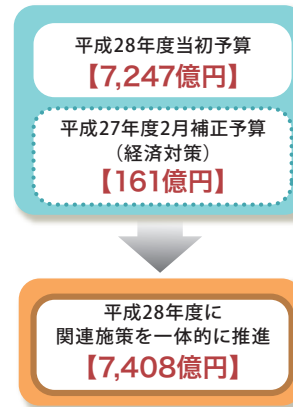 平成28年度当初予算
【7,247億円】
平成27年度2月補正予算
（経済対策）
【161億円】
平成28年度に
関連施策を一体的に推進
【7,408億円】